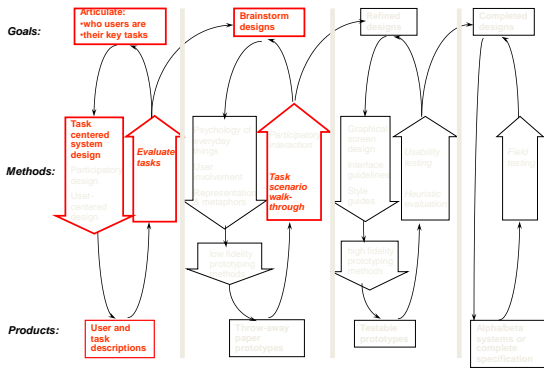 Goals:
Articulate:
•who users are
•their key tasks
Brainstorm
designs
Refined
designs
Completed
designs
Methods:
Task
centered
system
design
Participatory
design
User-
centered
design
Evaluate
tasks
Psychology of
everyday
things
User
involvement
Representation
& metaphors
low fidelity
prototyping
methods
Participatory
interaction
Task
scenario
walk-
through
Graphical
screen
design
Interface
guidelines
Style
guides
high fidelity
prototyping
methods
Usability
testing
Heuristic
evaluation
Field
testing
Products:
User and
task
descriptions
Throw-away
paper
prototypes
Testable
prototypes
Alpha/beta
systems or
complete
specification